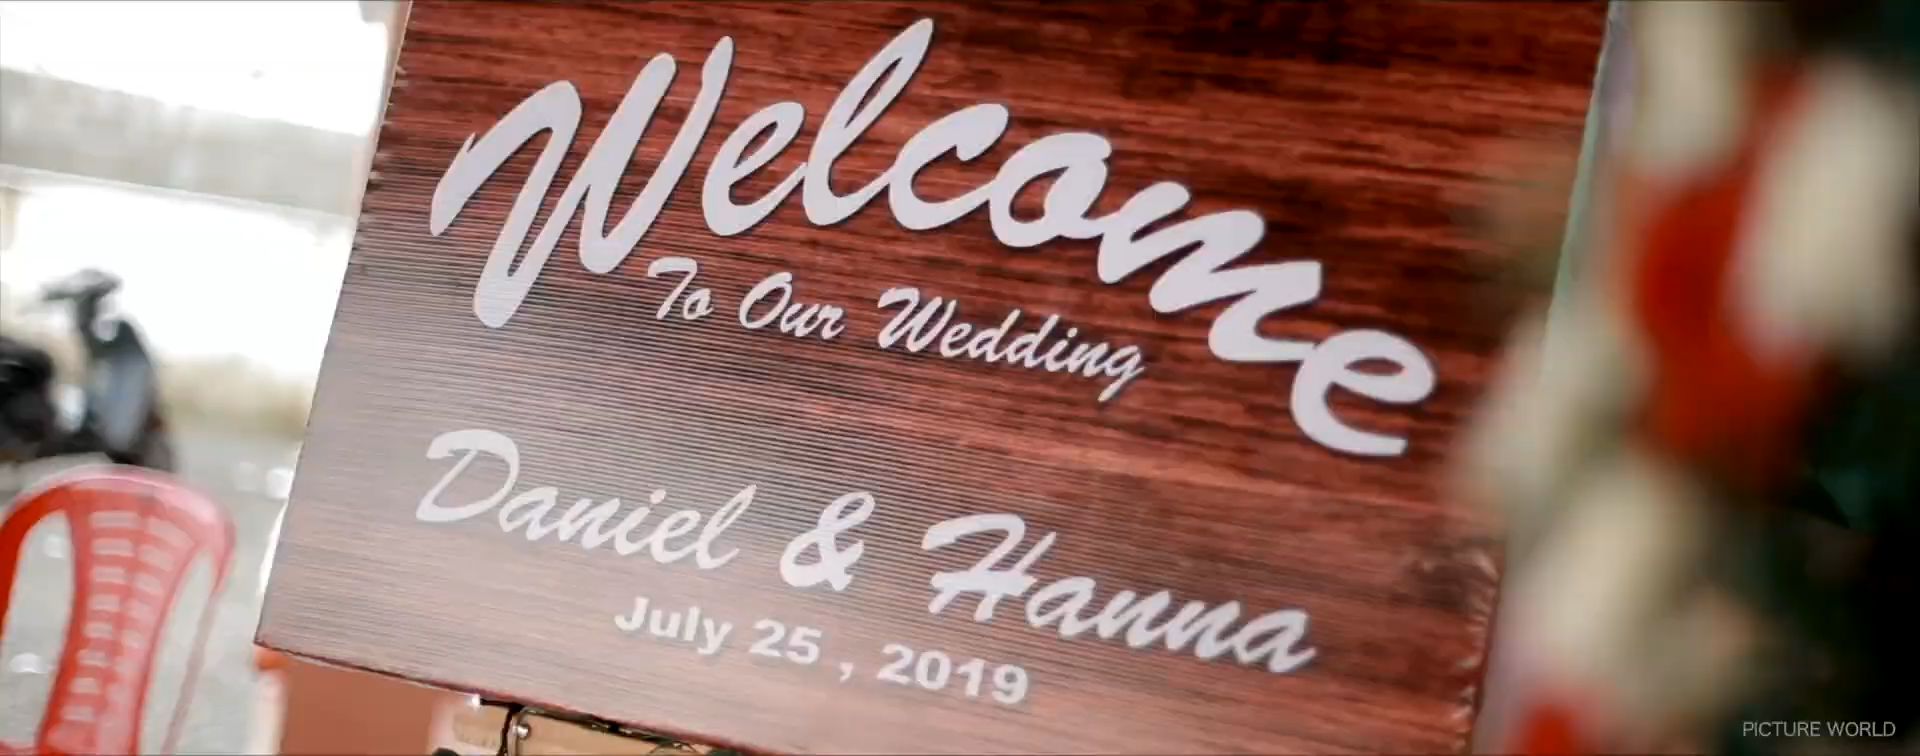 Welcome
To Our Wedding
Daniel & Hanna
July 25 , 2019
PICTURE WORLD